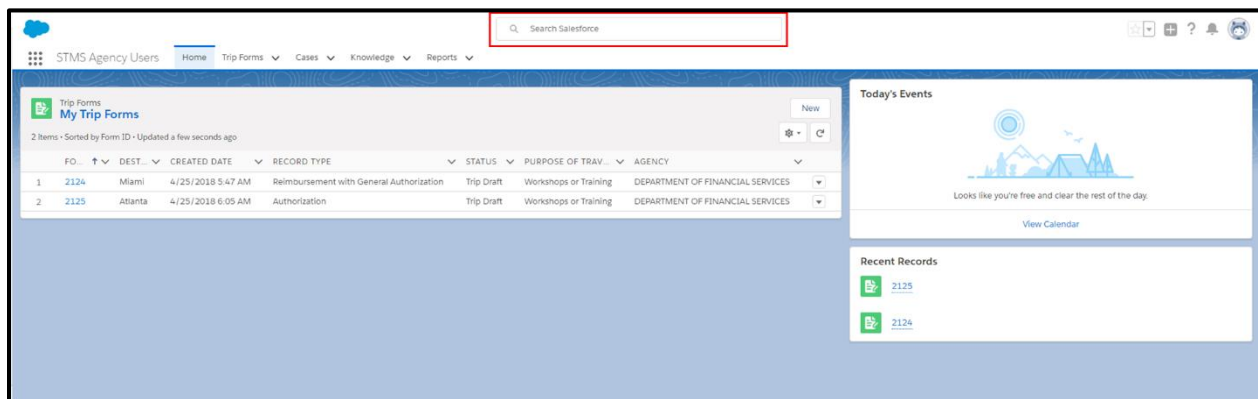 Search Salesforce
STMS Agency Users Home Trip Forms Cases Knowledge Reports
Trip Forms
My Trip Forms
New
2 Items • Sorted by Form ID • Updated a few seconds ago
FO... DEST... CREATED DATE RECORD TYPE STATUS PURPOSE OF TRAV... AGENCY
1 2124 Miami 4/25/2018 5:47 AM Reimbursement with General Authorization Trip Draft Workshops or Training DEPARTMENT OF FINANCIAL SERVICES
2 2125 Atlanta 4/25/2018 6:05 AM Authorization Trip Draft Workshops or Training DEPARTMENT OF FINANCIAL SERVICES
Today's Events
Looks like you're free and clear the rest of the day.
View Calendar
Recent Records
2125
2124